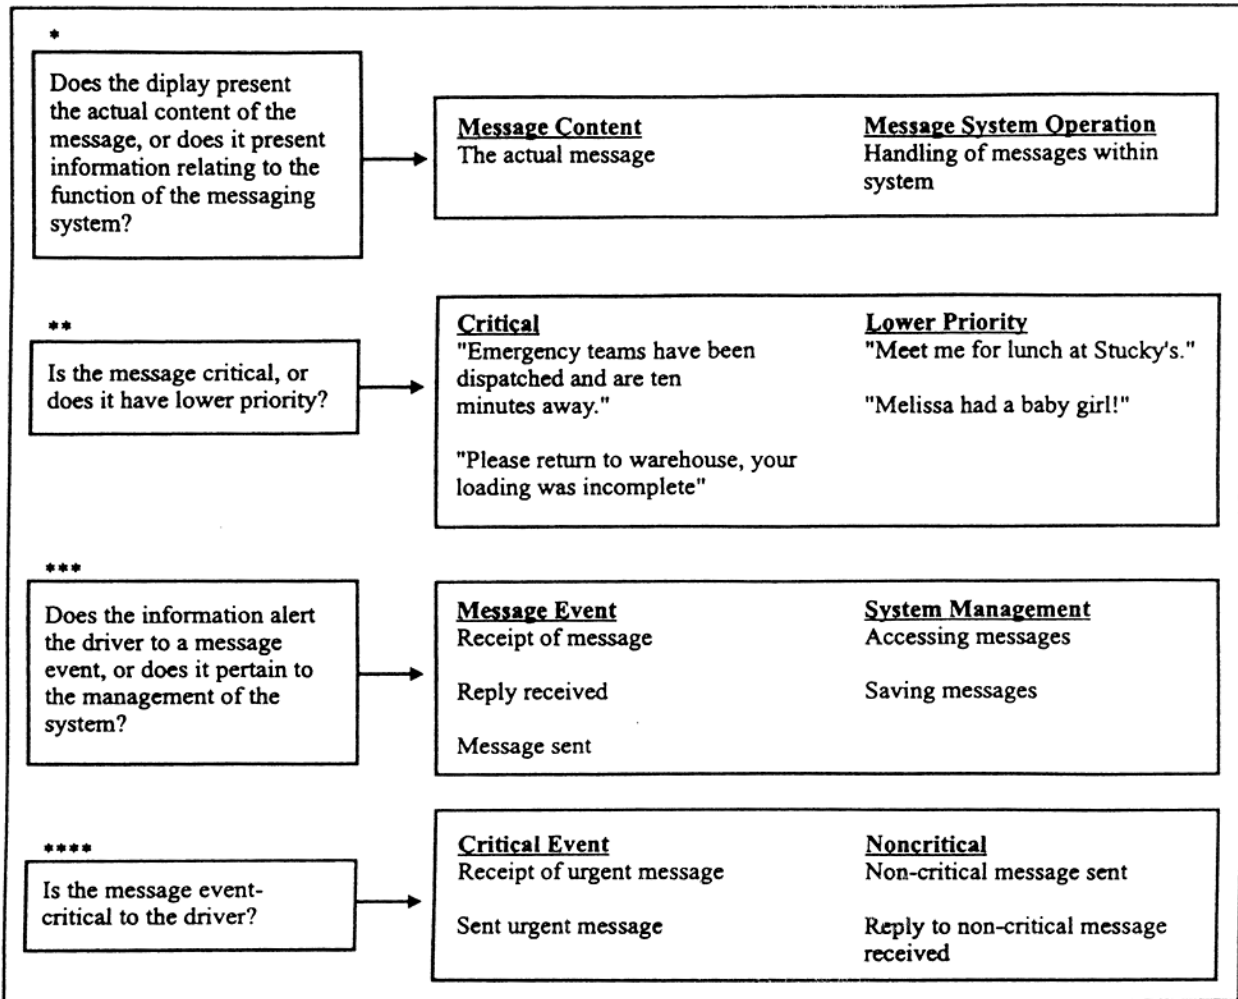 *
Does the diplay present
the actual content of the
message, or does it present
information relating to the
function of the messaging
system?
Message Content
The actual message
Message System Operation
Handling of messages within
system
**
Is the message critical, or
does it have lower priority?
Critical
"Emergency teams have been
dispatched and are ten
minutes away."
"Please return to warehouse, your
loading was incomplete"
Lower Priority
"Meet me for lunch at Stucky's."
"Melissa had a baby girl!"
***
Does the information alert
the driver to a message
event, or does it pertain to
the management of the
system?
Message Event
Receipt of message
Reply received
Message sent
System Management
Accessing messages
Saving messages
****
Is the message event-
critical to the driver?
Critical Event
Receipt of urgent message
Sent urgent message
Noncritical
Non-critical message sent
Reply to non-critical message
received